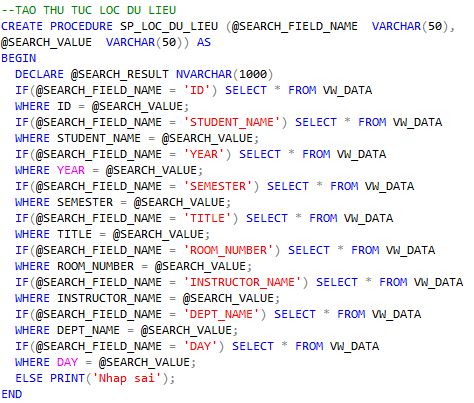 --TAO THU TUC LOC DU LIEU
CREATE PROCEDURE SP_LOC_DU_LIEU (@SEARCH_FIELD_NAME  VARCHAR(50),
@SEARCH_VALUE  VARCHAR(50)) AS
BEGIN
  DECLARE @SEARCH_RESULT NVARCHAR(1000)
  IF(@SEARCH_FIELD_NAME = 'ID') SELECT * FROM VW_DATA
  WHERE ID = @SEARCH_VALUE;
  IF(@SEARCH_FIELD_NAME = 'STUDENT_NAME') SELECT * FROM VW_DATA
  WHERE STUDENT_NAME = @SEARCH_VALUE;
  IF(@SEARCH_FIELD_NAME = 'YEAR') SELECT * FROM VW_DATA
  WHERE YEAR = @SEARCH_VALUE;
  IF(@SEARCH_FIELD_NAME = 'SEMESTER') SELECT * FROM VW_DATA
  WHERE SEMESTER = @SEARCH_VALUE;
  IF(@SEARCH_FIELD_NAME = 'TITLE') SELECT * FROM VW_DATA
  WHERE TITLE = @SEARCH_VALUE;
  IF(@SEARCH_FIELD_NAME = 'ROOM_NUMBER') SELECT * FROM VW_DATA
  WHERE ROOM_NUMBER = @SEARCH_VALUE;
  IF(@SEARCH_FIELD_NAME = 'INSTRUCTOR_NAME') SELECT * FROM VW_DATA
  WHERE INSTRUCTOR_NAME = @SEARCH_VALUE;
  IF(@SEARCH_FIELD_NAME = 'DEPT_NAME') SELECT * FROM VW_DATA
  WHERE DEPT_NAME = @SEARCH_VALUE;
  IF(@SEARCH_FIELD_NAME = 'DAY') SELECT * FROM VW_DATA
  WHERE DAY = @SEARCH_VALUE;
  ELSE PRINT('Nhap sai');
END